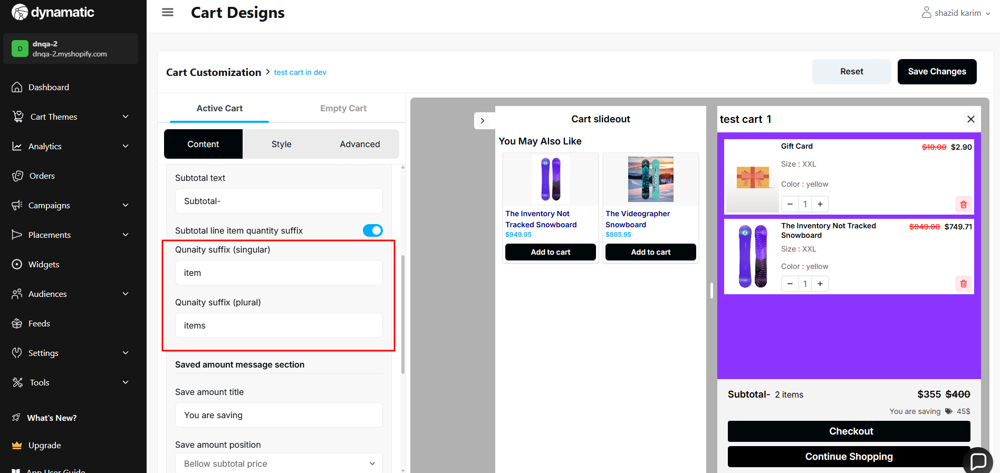 dynamatic
D
dnqa-2
dnqa-2.myshopify.com
Dashboard
Cart Themes
Analytics
Orders
Campaigns
Placements
Widgets
Audiences
Feeds
Settings
Tools
What's New?
Upgrade
App User Guide
Cart Designs
shazid karim
Cart Customization > test cart in dev
Reset
Save Changes
Active Cart
Empty Cart
Content
Style
Advanced
Subtotal text
Subtotal-
Subtotal line item quantity suffix
Qunaity suffix (singular)
item
Qunaity suffix (plural)
items
Saved amount message section
Save amount title
You are saving
Save amount position
Bellow subtotal price
Cart slideout
You May Also Like
The Inventory Not
Tracked Snowboard
$949.95
Add to cart
The Videographer
Snowboard
$885.95
Add to cart
test cart 1
Gift Card
$10.00 $2.90
Size : XXL
Color : yellow
− 1 +
The Inventory Not Tracked
Snowboard
$949.00 $749.71
Size : XXL
Color : yellow
− 1 +
Subtotal- 2 items
$355 $400
You are saving 45$
Checkout
Continue Shopping